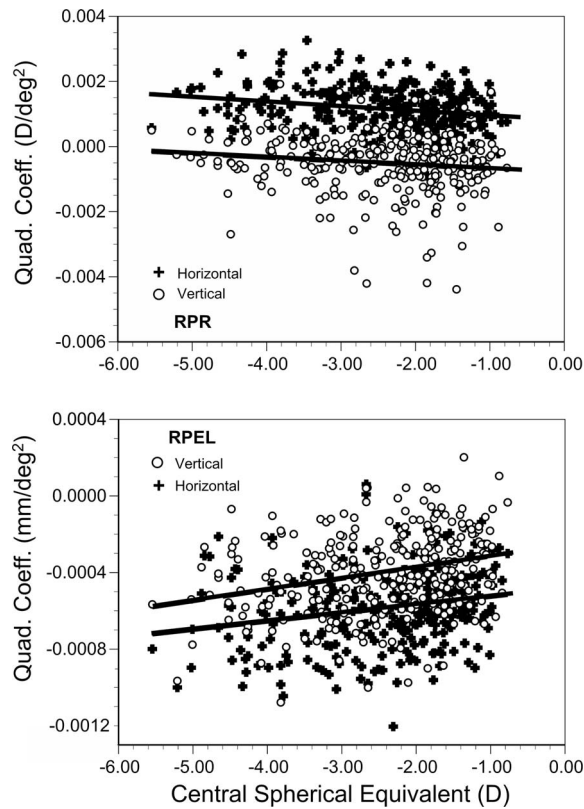 0.004
0.002
0.000
-0.002
-0.004
-0.006
Quad. Coeff. (D/deg²)
Horizontal
Vertical
RPR
-6.00 -5.00 -4.00 -3.00 -2.00 -1.00 0.00
0.0004
0.0000
-0.0004
-0.0008
-0.0012
Quad. Coeff. (mm/deg²)
RPEL
Vertical
Horizontal
-6.00 -5.00 -4.00 -3.00 -2.00 -1.00 0.00
Central Spherical Equivalent (D)